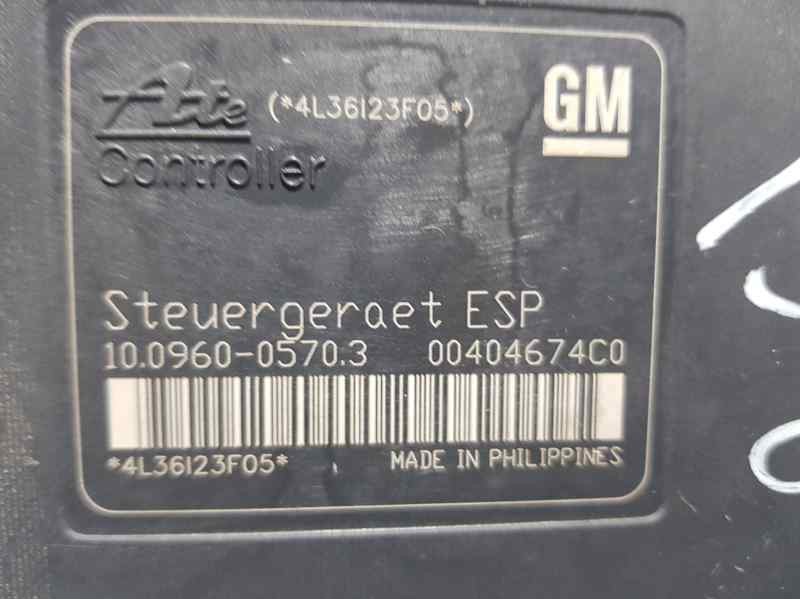 Ate (*4L36123F05*) GM
Controller
Steuergeraet ESP
10.0960-0570.3 00404674C0
*4L36123F05* MADE IN PHILIPPINES